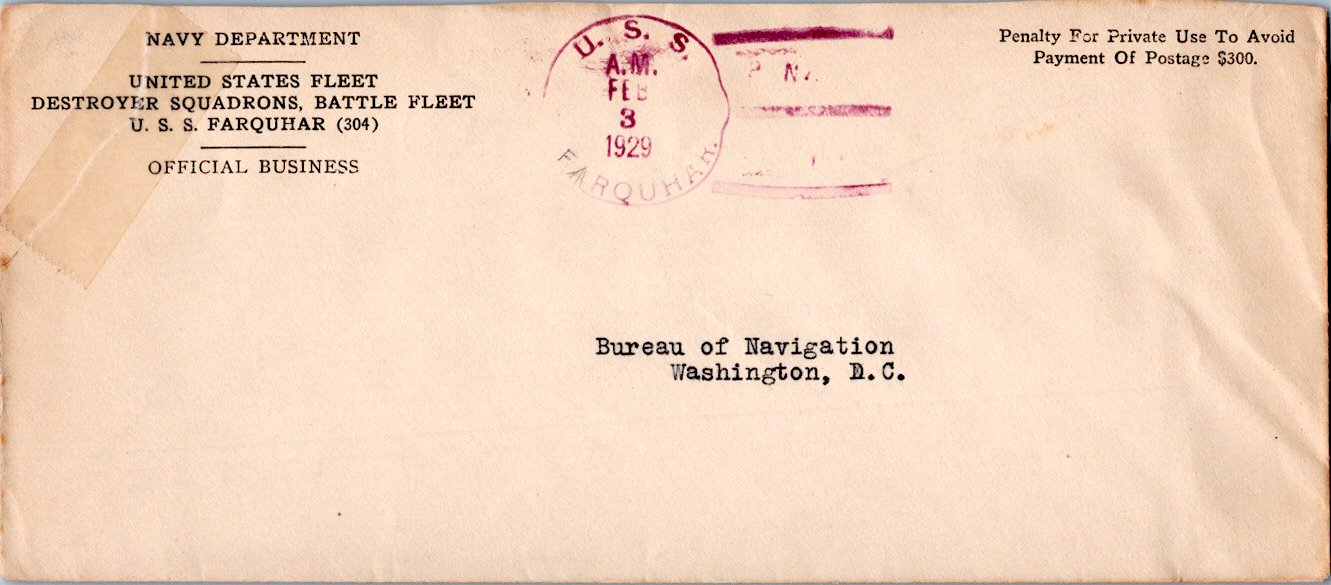 NAVY DEPARTMENT
UNITED STATES FLEET
DESTROYER SQUADRONS, BATTLE FLEET
U. S. S. FARQUHAR (304)
OFFICIAL BUSINESS
U. S. S.
A.M.
FEB
3
1929
FARQUHAR.
Penalty For Private Use To Avoid
Payment Of Postage $300.
Bureau of Navigation
Washington, D.C.